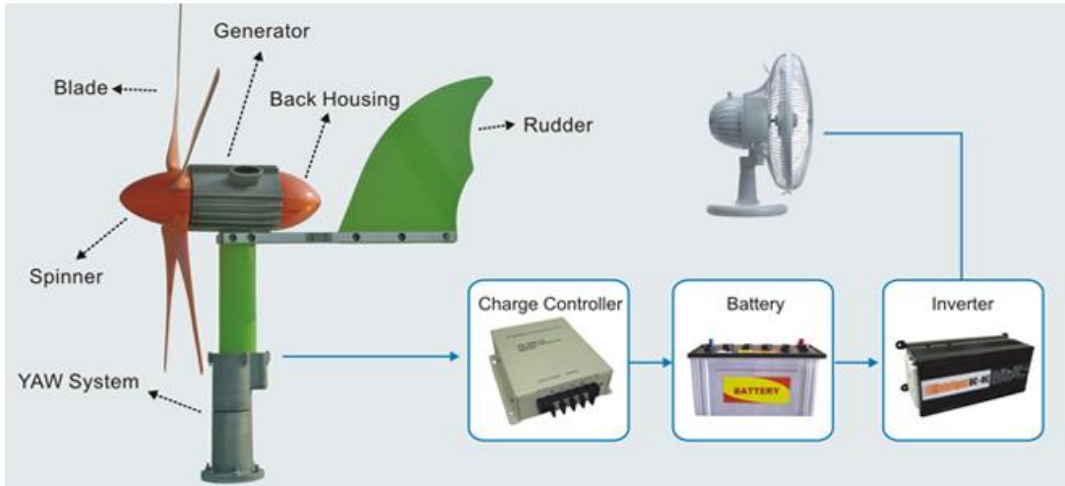 Generator
Blade
Back Housing
Rudder
Spinner
Charge Controller
Battery
Inverter
YAW System
BATTERY